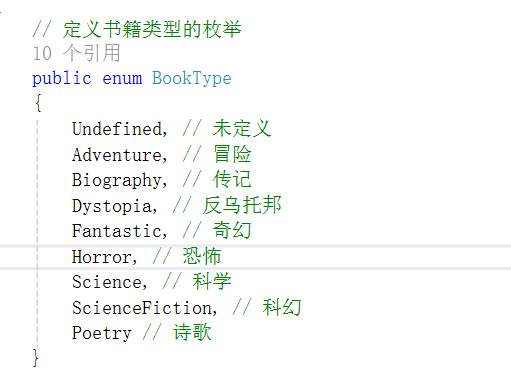 // 定义书籍类型的枚举
10 个引用
public enum BookType
{
Undefined, // 未定义
Adventure, // 冒险
Biography, // 传记
Dystopia, // 反乌托邦
Fantastic, // 奇幻
Horror, // 恐怖
Science, // 科学
ScienceFiction, // 科幻
Poetry // 诗歌
}